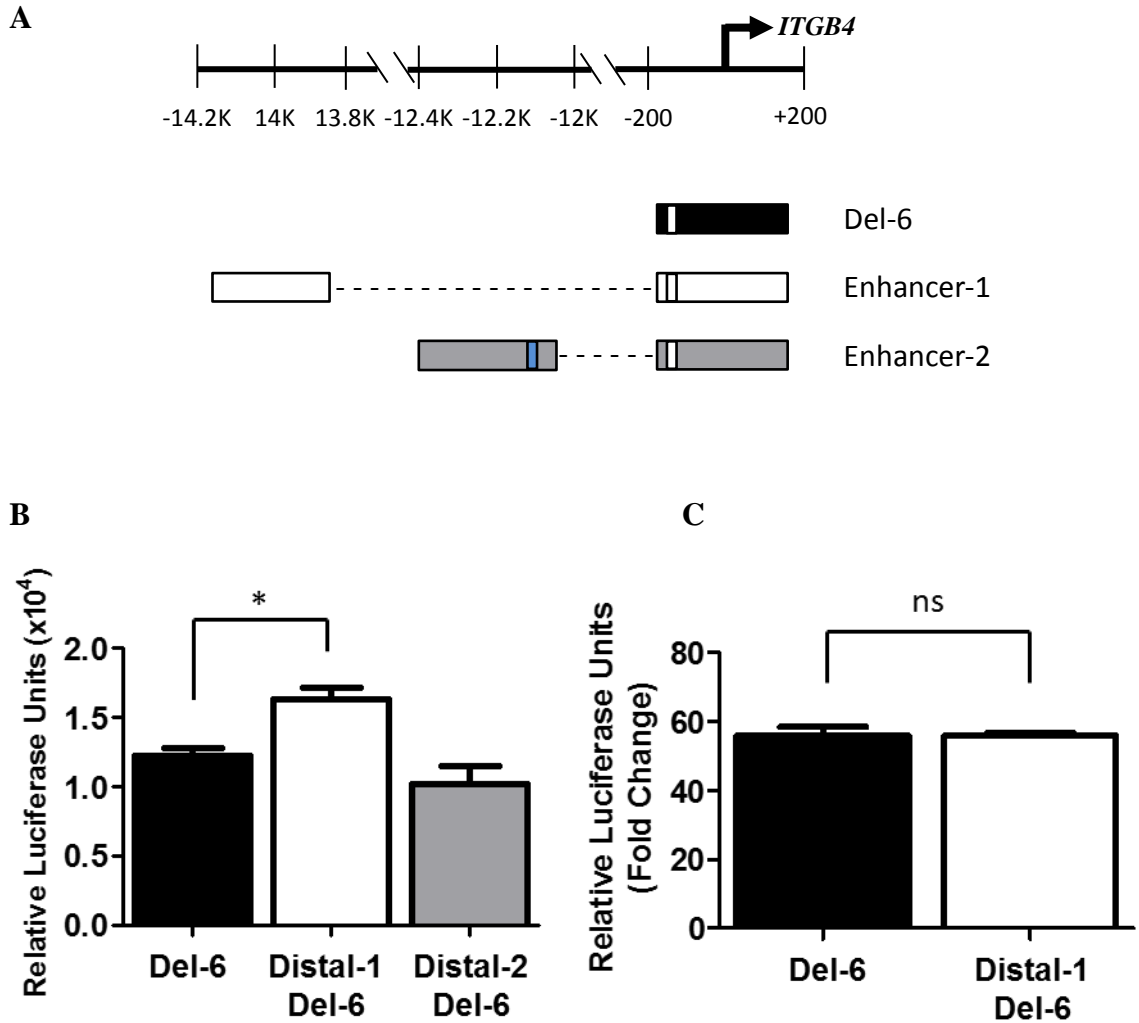 A
ITGB4
-14.2K 14K 13.8K -12.4K -12.2K -12K -200 +200
Del-6
Enhancer-1
Enhancer-2
B
Relative Luciferase Units (x10⁴)
*
2.0
1.5
1.0
0.5
0.0
Del-6
Distal-1
Del-6
Distal-2
Del-6
C
Relative Luciferase Units
(Fold Change)
ns
80
60
40
20
0
Del-6
Distal-1
Del-6